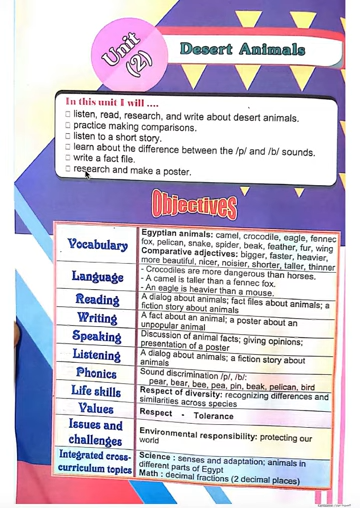 Unit
(2)
Desert Animals
In this unit I will ....
□ listen, read, research, and write about desert animals.
□ practice making comparisons.
□ listen to a short story.
□ learn about the difference between the /p/ and /b/ sounds.
□ write a fact file.
□ research and make a poster.
Objectives
Vocabulary
Egyptian animals: camel, crocodile, eagle, fennec
fox, pelican, snake, spider, beak, feather, fur, wing
Comparative adjectives: bigger, faster, heavier,
more beautiful, nicer, noisier, shorter, taller, thinner
Language
- Crocodiles are more dangerous than horses.
- A camel is taller than a fennec fox.
- An eagle is heavier than a mouse.
Reading
A dialog about animals; fact files about animals; a
fiction story about animals
Writing
A fact about an animal; a poster about an
unpopular animal
Speaking
Discussion of animal facts; giving opinions;
presentation of a poster
Listening
A dialog about animals; a fiction story about
animals
Phonics
Sound discrimination /p/, /b/:
pear, bar, bee, pea, pin, beak, pelican, bird
Life skills
Respect of diversity: recognizing differences and
similarities across species
Values
Respect - Tolerance
Issues and
challenges
Environmental responsibility: protecting our
world
Integrated cross-
curriculum topics
Science : senses and adaptation; animals in
different parts of Egypt
Math : decimal fractions (2 decimal places)